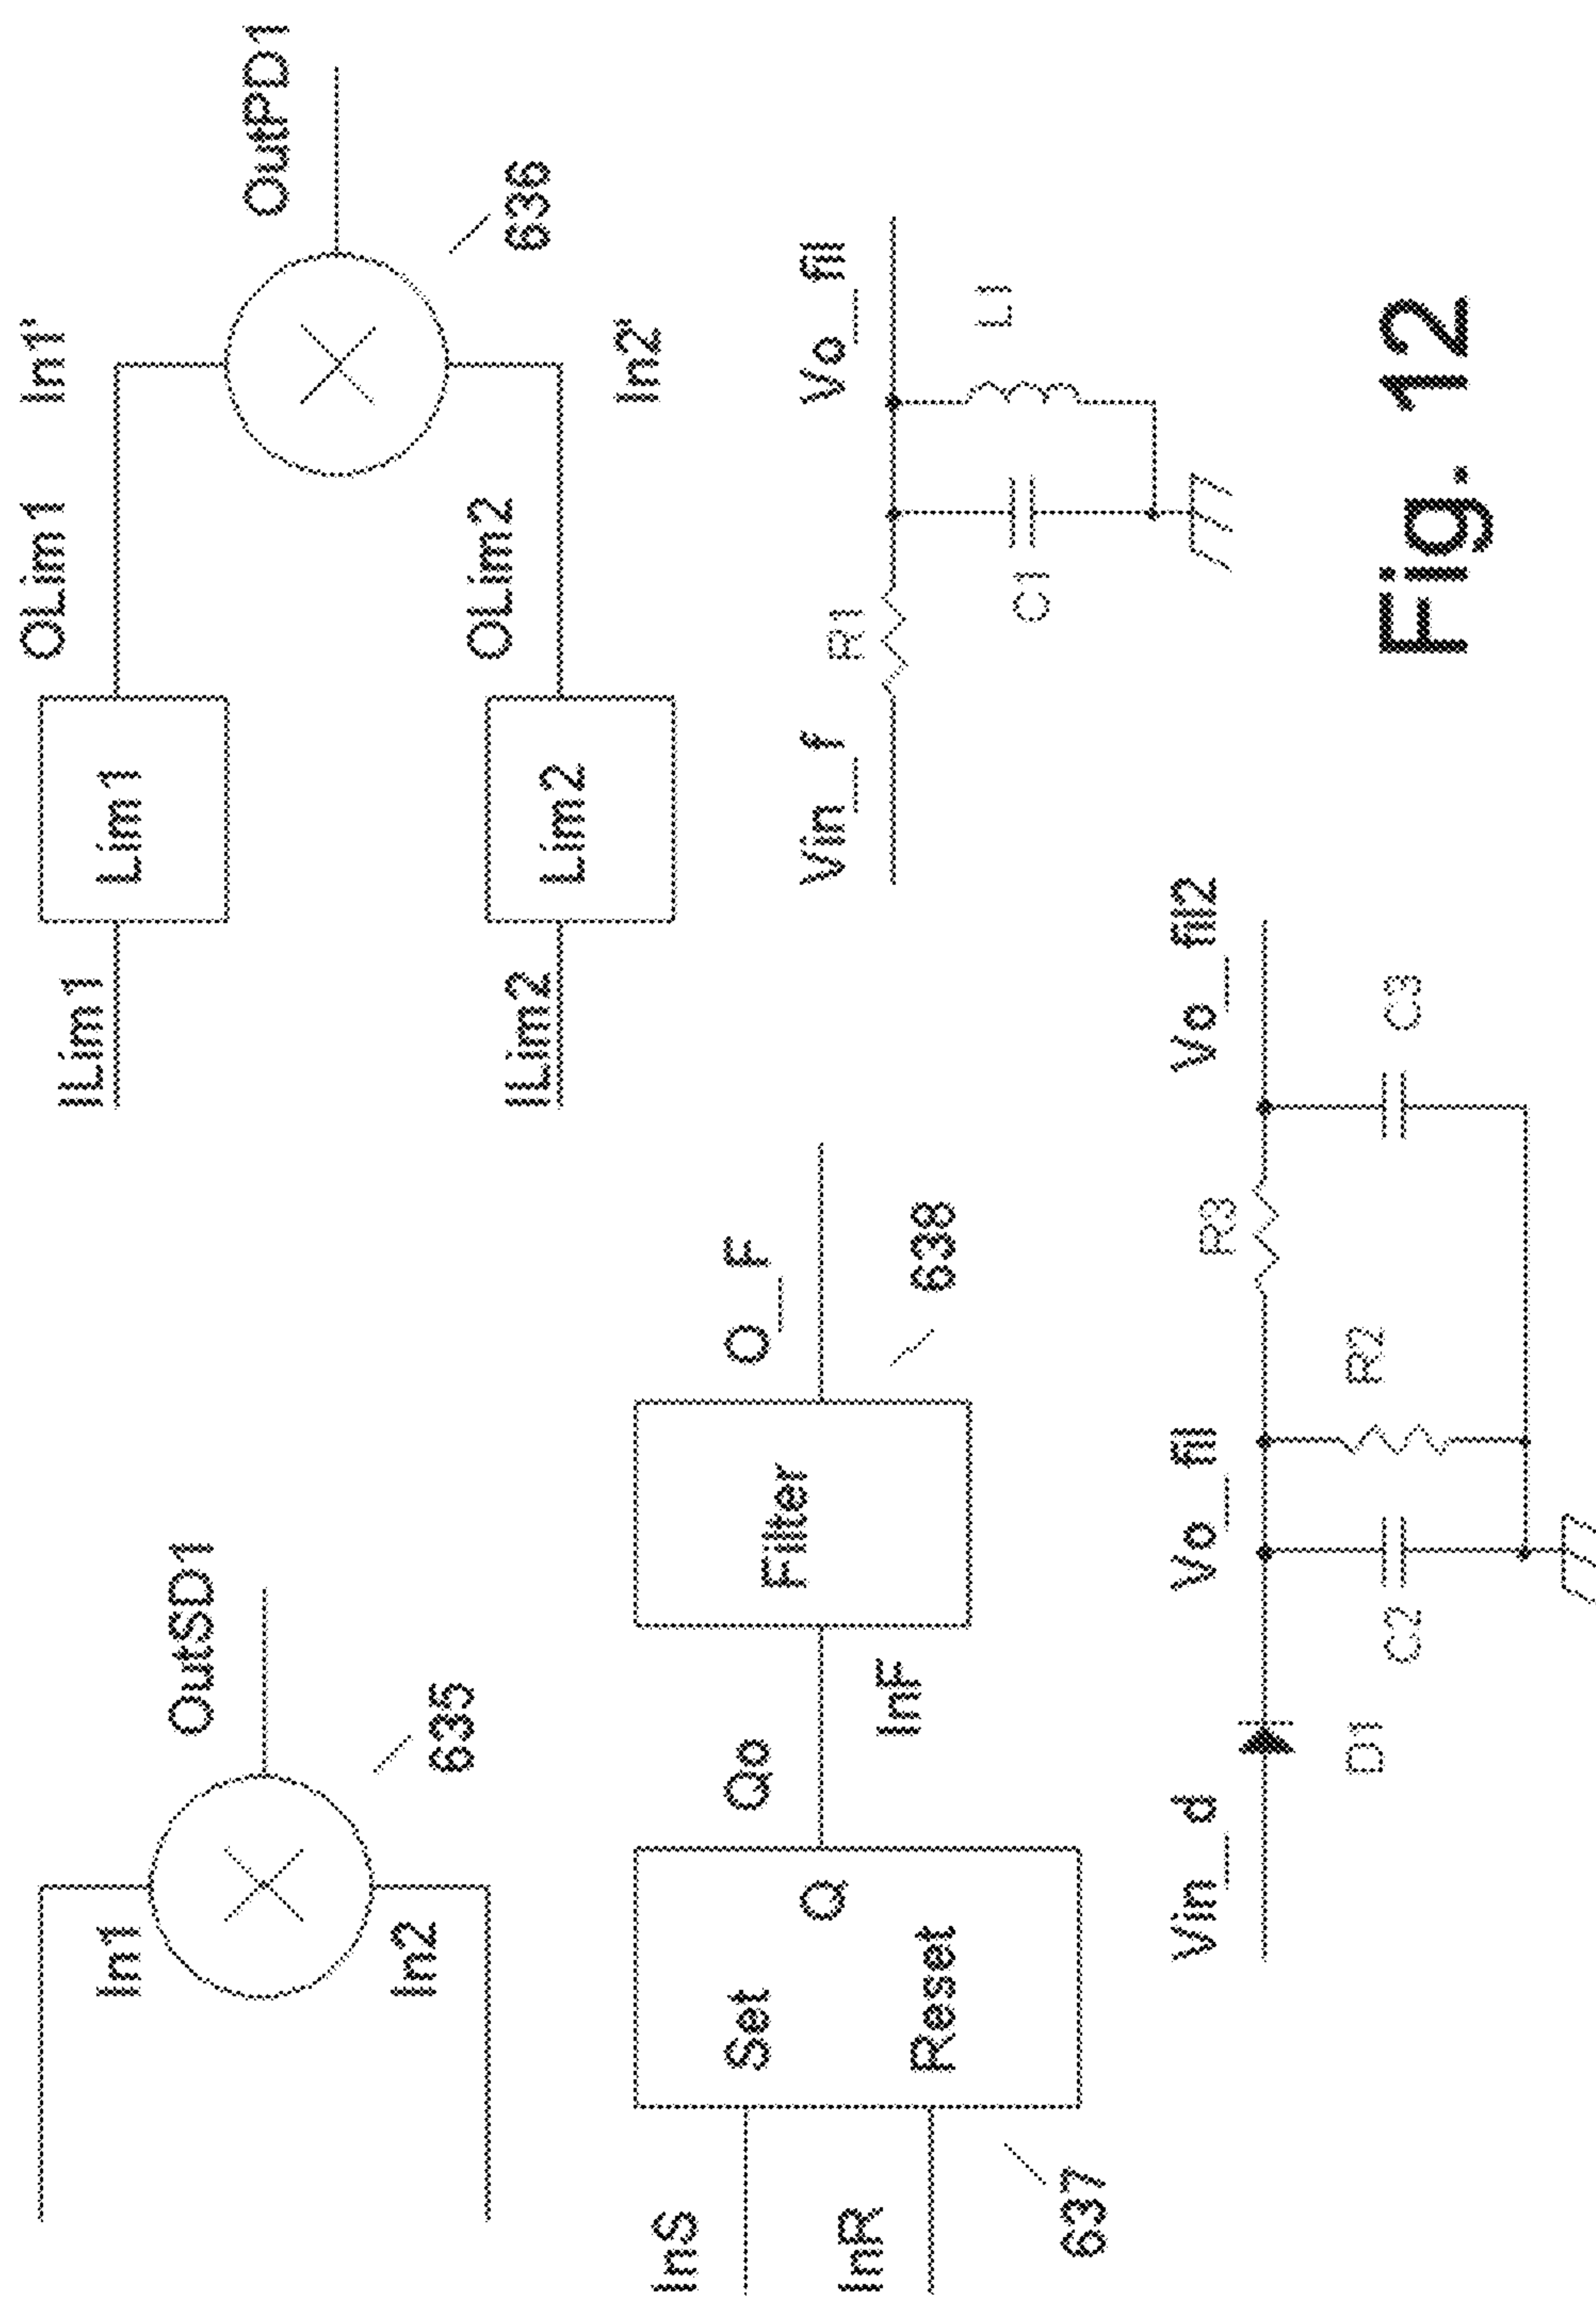 In1
OutSD1
In2
635
ILim1
Lim1
OLim1
In1'
OutPD1
ILim2
Lim2
OLim2
In2'
636
InS
Set
Q
Qo
Filter
O_F
InR
Reset
637
InF
638
Vin_f
R1
Vo_fil
C1
L1
Vin_d
D1
Vo_fil
C2
R2
R3
Vo_fil2
C3
Fig. 12